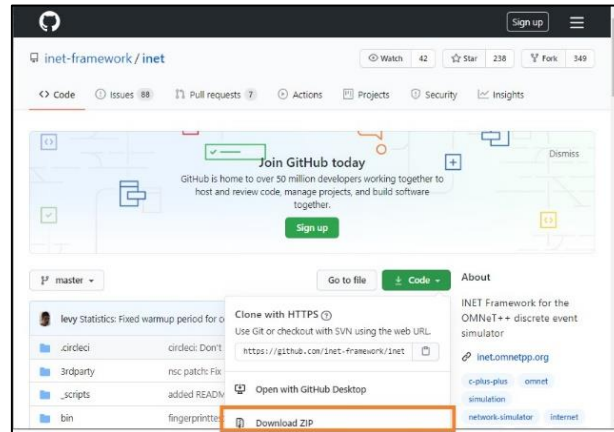 Sign up
inet-framework / inet
Watch 42 Star 238 Fork 349
Code Issues 88 Pull requests 7 Actions Projects Security Insights
Join GitHub today
Dismiss
GitHub is home to over 50 million developers working together to
host and review code, manage projects, and build software
together.
Sign up
master Go to file Code
About
levy Statistics: Fixed warmup period for
.circleci circleci: Don't
3rdparty nsc patch: Fix
_scripts added READM
bin fingerprinttes
Clone with HTTPS
Use Git or checkout with SVN using the web URL.
https://github.com/inet-framework/inet
Open with GitHub Desktop
Download ZIP
INET Framework for the
OMNeT++ discrete event
simulator
inet.omnetpp.org
c-plus-plus omnet
simulation
network-simulator internet